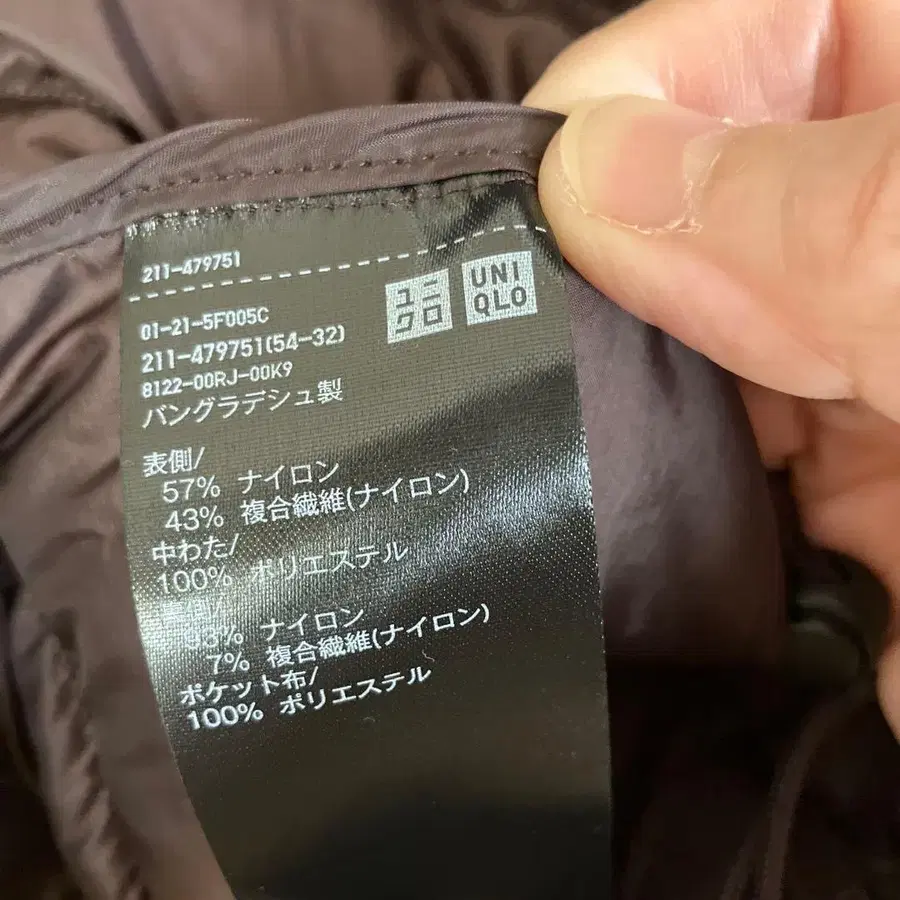 211-479751
ユニ
クロ
UNI
QLO
01-21-5F005C
211-479751(54-32)
8122-00RJ-00K9
バングラデシュ製
表側/
57% ナイロン
43% 複合繊維(ナイロン)
中わた/
100% ポリエステル
裏側/
93% ナイロン
7% 複合繊維(ナイロン)
ポケット布/
100% ポリエステル